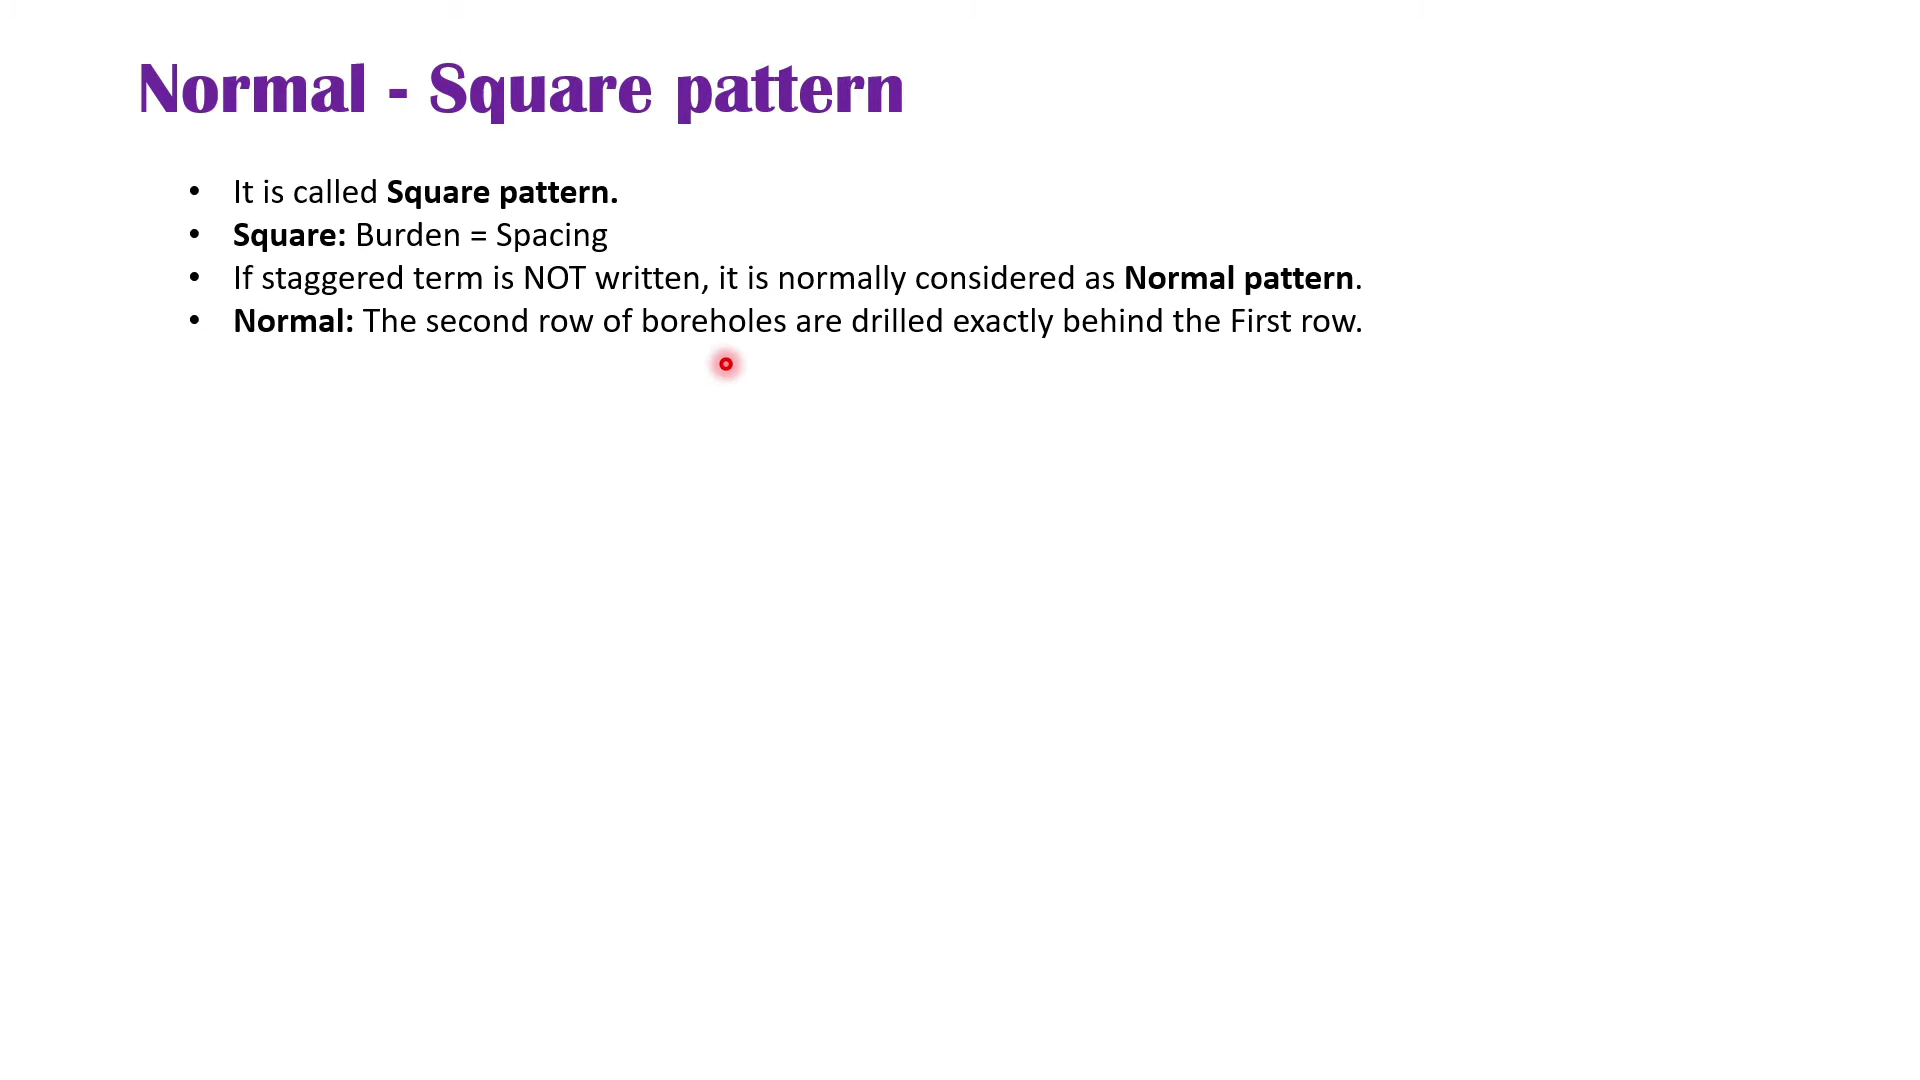 Normal - Square pattern
• It is called Square pattern.
• Square: Burden = Spacing
• If staggered term is NOT written, it is normally considered as Normal pattern.
• Normal: The second row of boreholes are drilled exactly behind the First row.